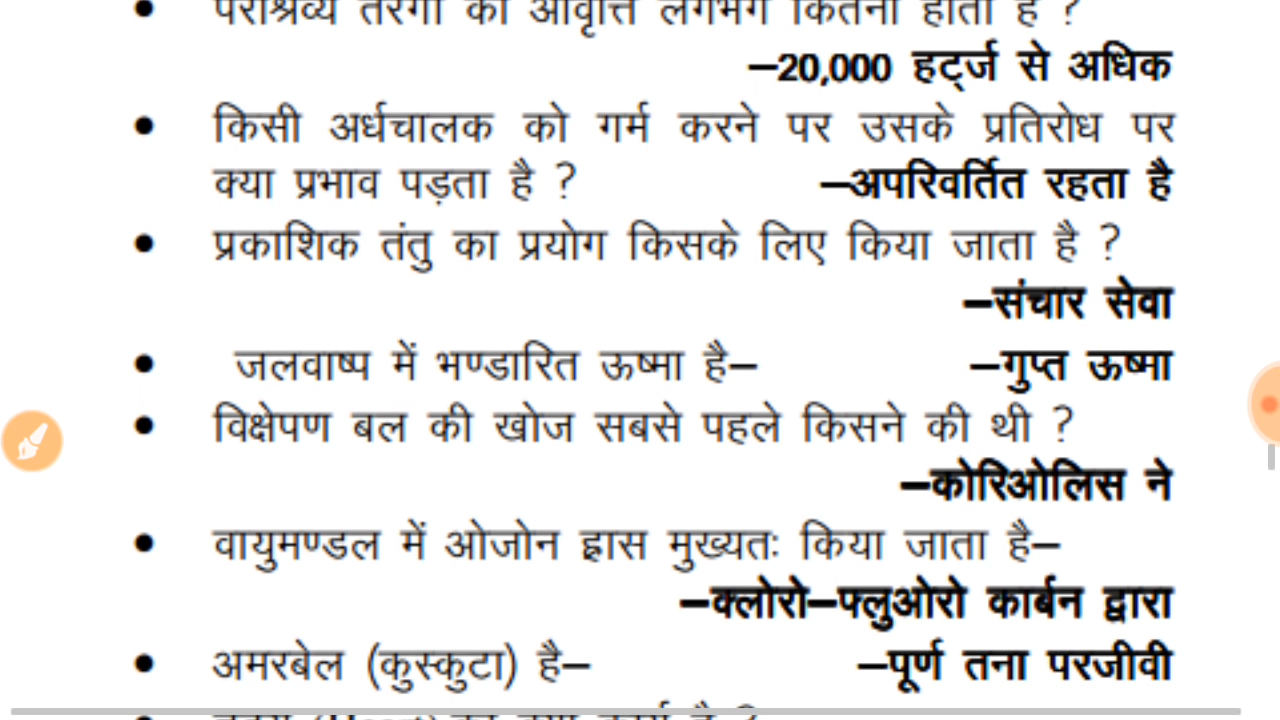 • पराश्रव्य तरंगों की आवृत्ति लगभग कितनी होती है ?
–20,000 हर्ट्ज से अधिक
• किसी अर्धचालक को गर्म करने पर उसके प्रतिरोध पर
क्या प्रभाव पड़ता है ? –अपरिवर्तित रहता है
• प्रकाशिक तंतु का प्रयोग किसके लिए किया जाता है ?
–संचार सेवा
• जलवाष्प में भण्डारित ऊष्मा है– –गुप्त ऊष्मा
• विक्षेपण बल की खोज सबसे पहले किसने की थी ?
–कोरिओलिस ने
• वायुमण्डल में ओजोन ह्रास मुख्यतः किया जाता है–
–क्लोरो–फ्लुओरो कार्बन द्वारा
• अमरबेल (कुस्कुटा) है– –पूर्ण तना परजीवी